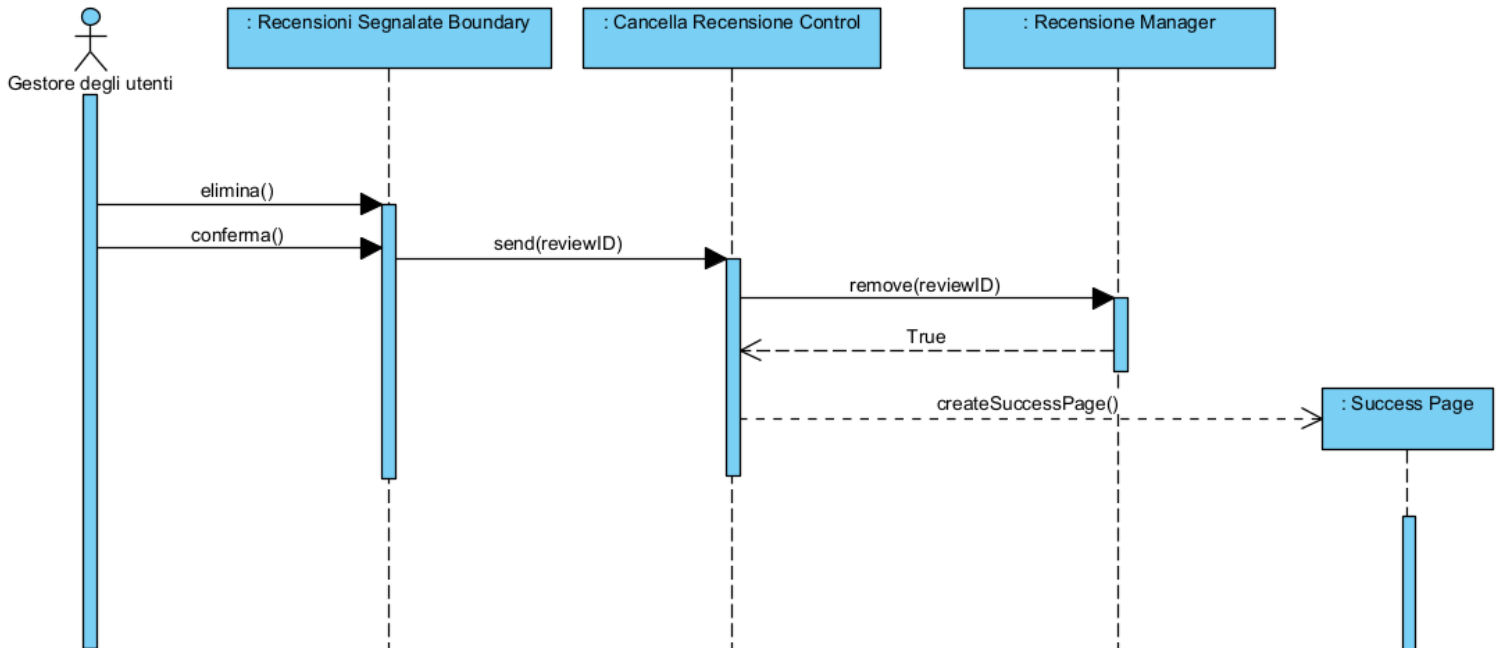 : Recensioni Segnalate Boundary
: Cancella Recensione Control
: Recensione Manager
Gestore degli utenti
elimina()
conferma()
send(reviewID)
remove(reviewID)
True
createSuccessPage()
: Success Page